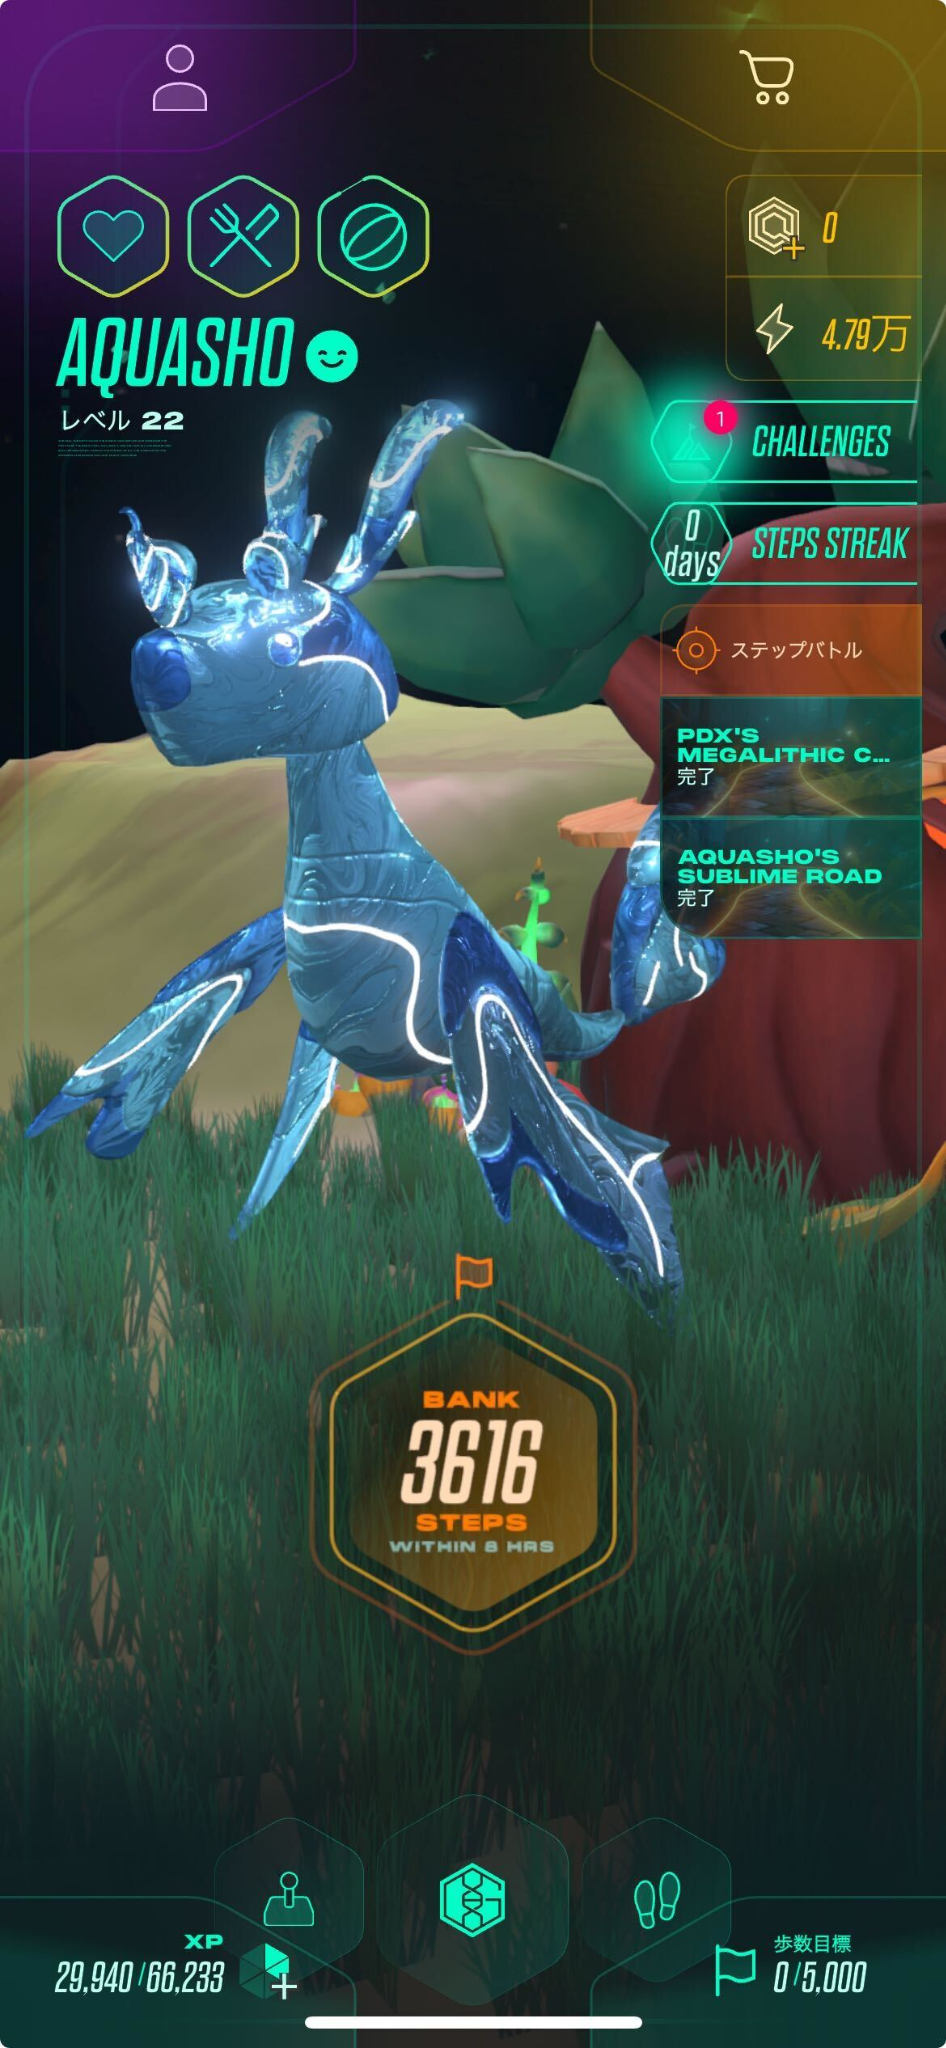 0
4.79万
AQUASHO
レベル 22
1
CHALLENGES
0
days
STEPS STREAK
ステップバトル
PDX'S
MEGALITHIC C...
完了
AQUASHO'S
SUBLIME ROAD
完了
BANK
3616
STEPS
WITHIN 8 HRS
XP
29,940/66,233
歩数目標
0/5,000